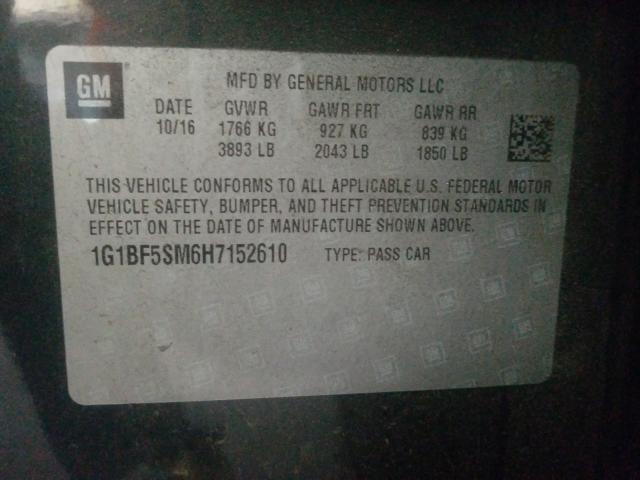 GM
MFD BY GENERAL MOTORS LLC
DATE GVWR GAWR FRT GAWR RR
10/16 1766 KG 927 KG 839 KG
3893 LB 2043 LB 1850 LB
THIS VEHICLE CONFORMS TO ALL APPLICABLE U.S. FEDERAL MOTOR
VEHICLE SAFETY, BUMPER, AND THEFT PREVENTION STANDARDS IN
EFFECT ON THE DATE OF MANUFACTURE SHOWN ABOVE.
1G1BF5SM6H7152610 TYPE: PASS CAR